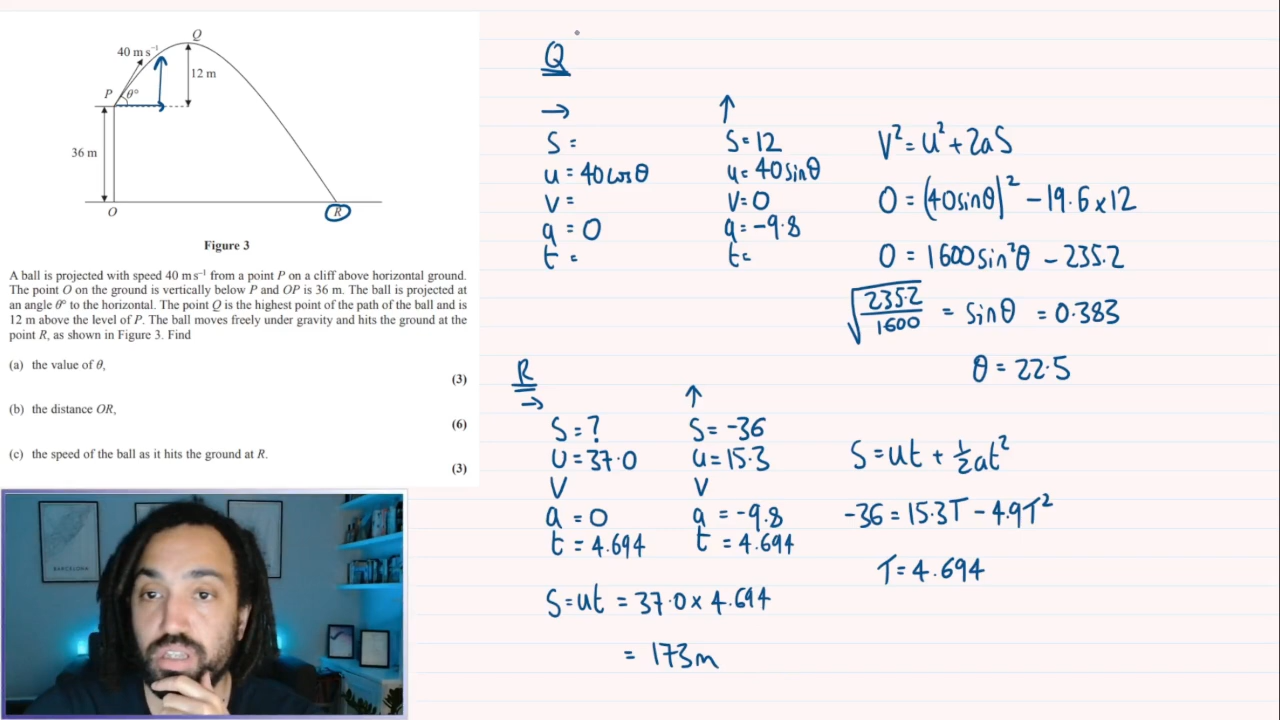 Q
40 m s⁻¹
12 m
P
θ°
36 m
O
R
Figure 3
A ball is projected with speed 40 m s⁻¹ from a point P on a cliff above horizontal ground.
The point O on the ground is vertically below P and OP is 36 m. The ball is projected at
an angle θ° to the horizontal. The point Q is the highest point of the path of the ball and is
12 m above the level of P. The ball moves freely under gravity and hits the ground at the
point R, as shown in Figure 3. Find
(a) the value of θ,
(3)
(b) the distance OR,
(6)
(c) the speed of the ball as it hits the ground at R.
(3)
BARCELONA
Q
→
S =
u = 40cosθ
v =
a = 0
t =
↑
S = 12
u = 40sinθ
v = 0
a = -9.8
t =
V² = u² + 2aS
0 = (40sinθ)² - 19.6 × 12
0 = 1600sin²θ - 235.2
√(235.2/1600) = sinθ = 0.383
θ = 22.5
R
→
S = ?
U = 37.0
V
a = 0
t = 4.694
↑
S = -36
u = 15.3
V
a = -9.8
t = 4.694
S = ut + ½at²
-36 = 15.3T - 4.9T²
T = 4.694
S = ut = 37.0 × 4.694
= 173m